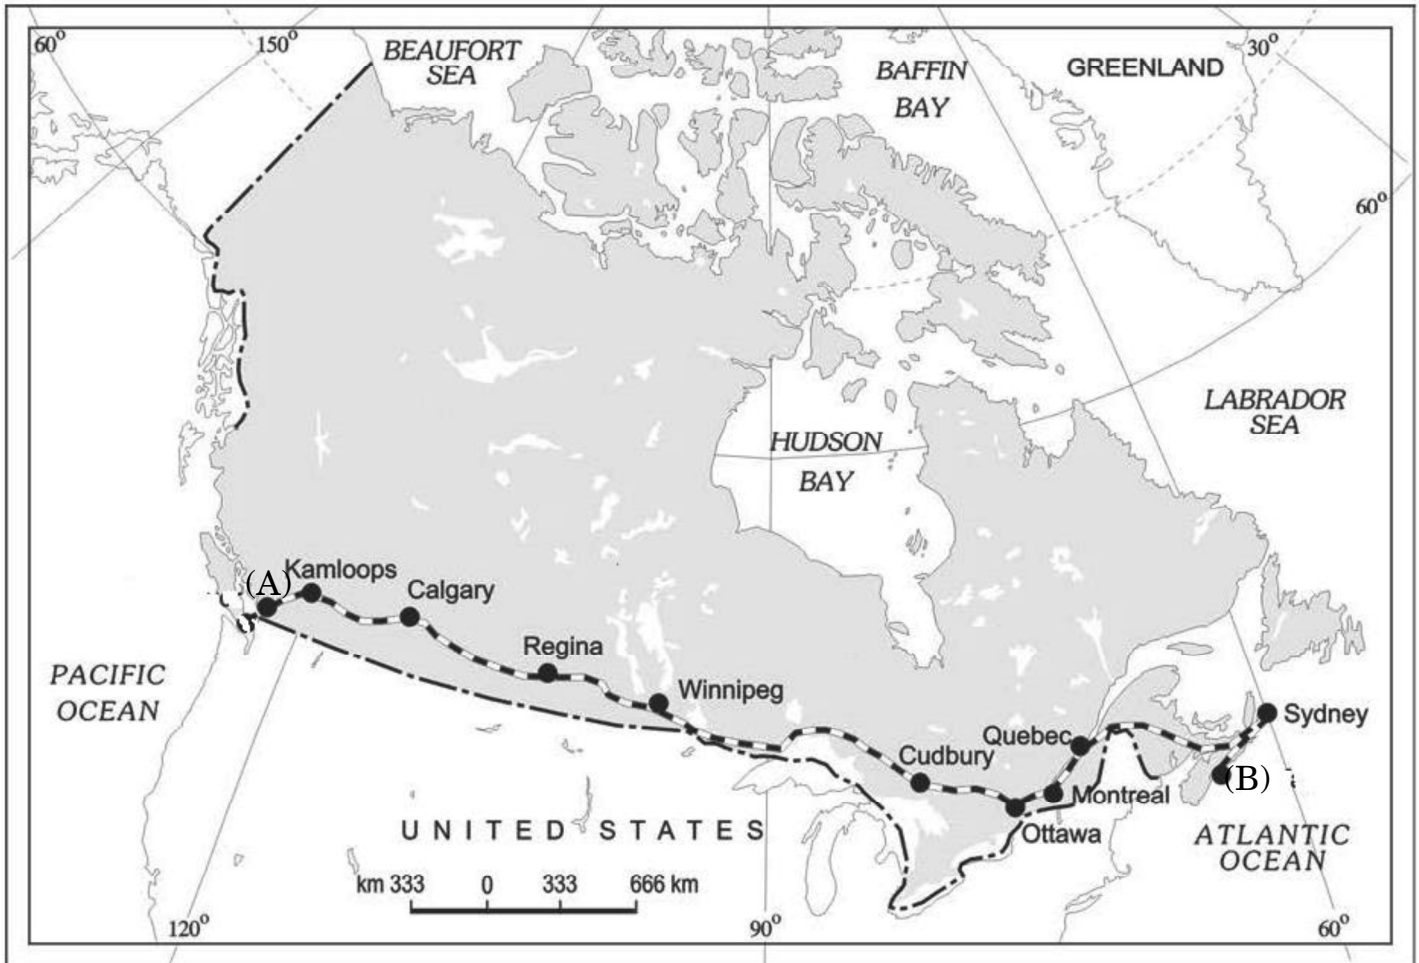 60°
150°
BEAUFORT
SEA
BAFFIN
BAY
GREENLAND
30°
60°
LABRADOR
SEA
HUDSON
BAY
(A)
Kamloops
Calgary
Regina
Winnipeg
PACIFIC
OCEAN
Cudbury
Quebec
Sydney
(B)
Montreal
Ottawa
UNITED STATES
ATLANTIC
OCEAN
km 333 0 333 666 km
120°
90°
60°